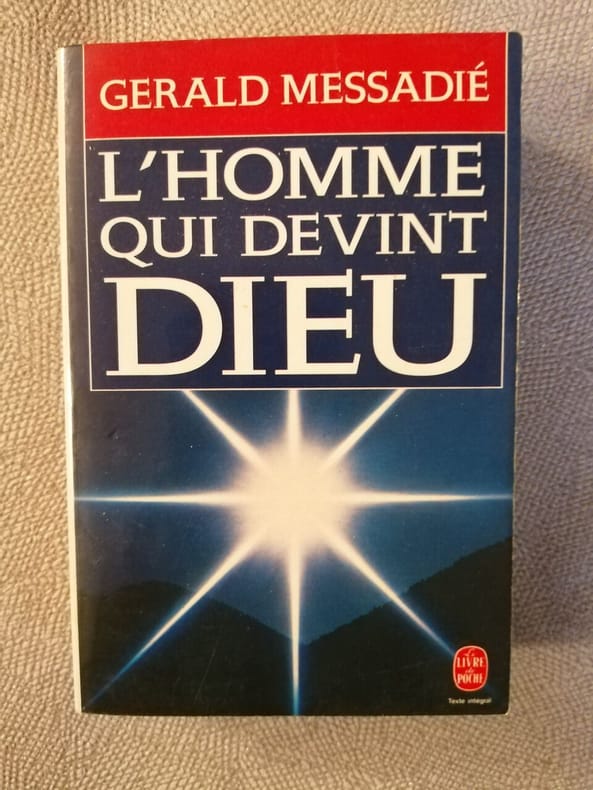 GERALD MESSADIÉ
L'HOMME
QUI DEVINT
DIEU
Le
LIVRE
de
POCHE
Texte intégral